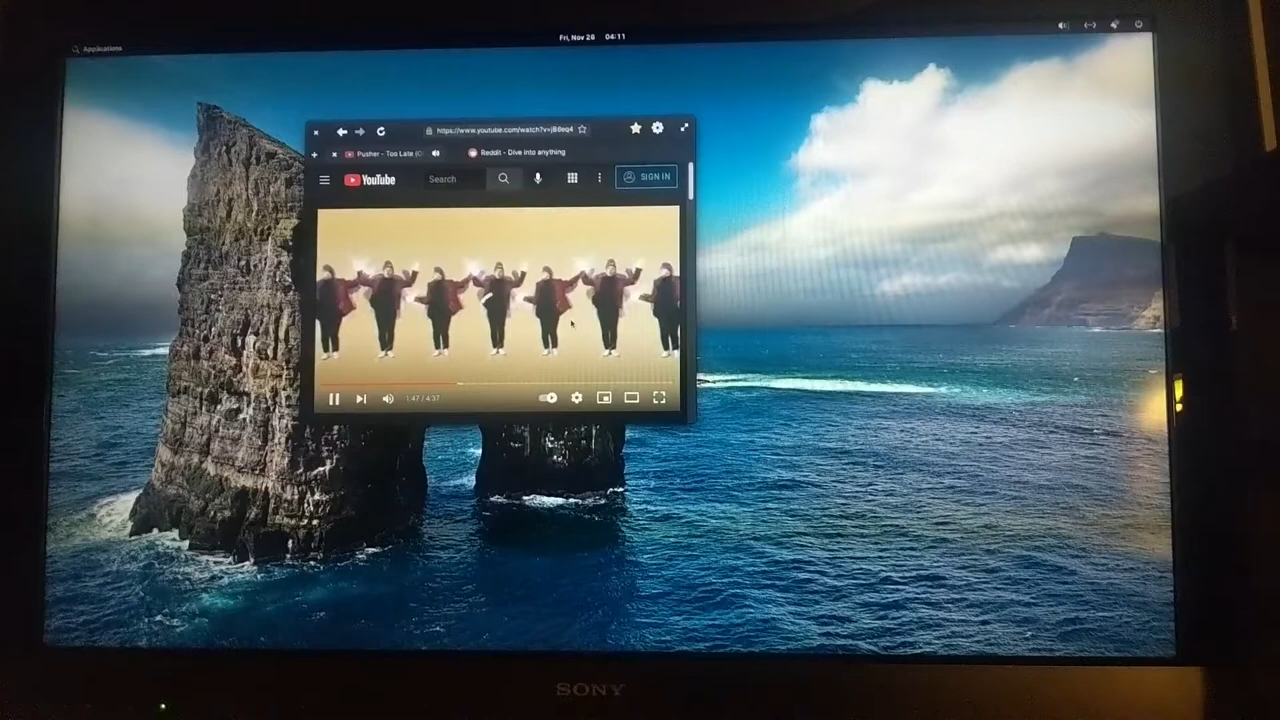 Applications
Fri, Nov 26 04:11
https://www.youtube.com/watch?v=jB8eq4
Pusher - Too Late (
Reddit - Dive into anything
YouTube
Search
SIGN IN
1:47 / 4:37
SONY